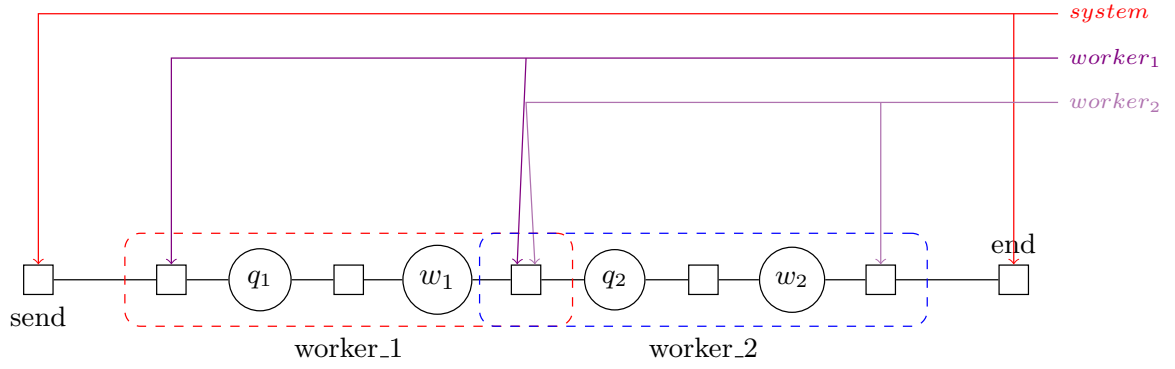 system
worker₁
worker₂
end
q₁
w₁
q₂
w₂
send
worker_1
worker_2